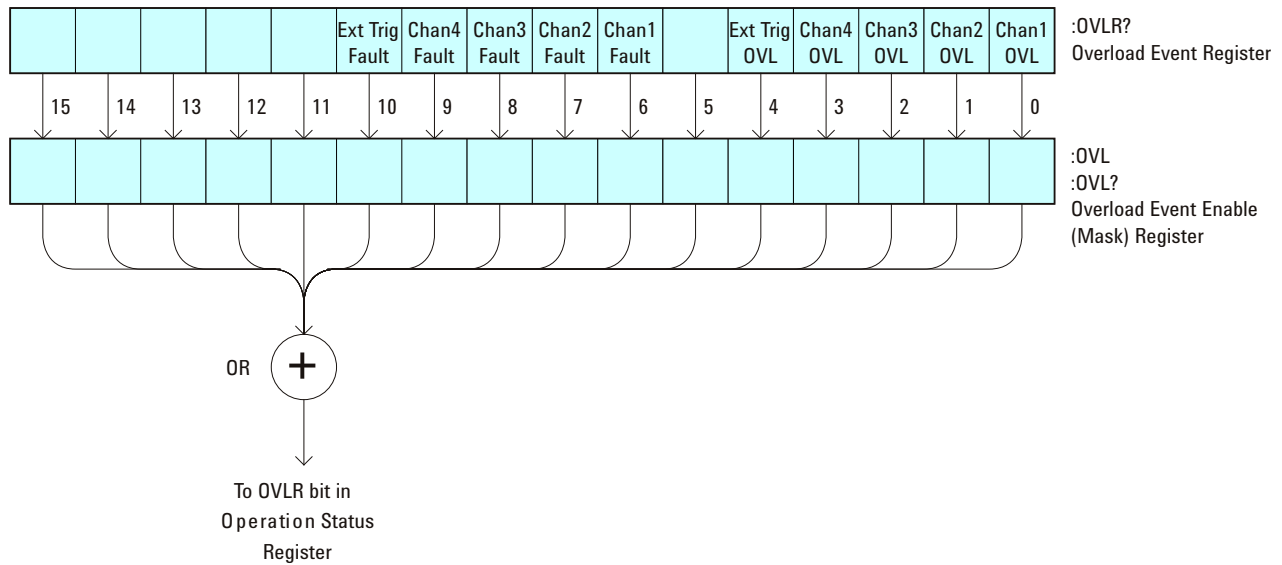 Ext Trig Fault
Chan4 Fault
Chan3 Fault
Chan2 Fault
Chan1 Fault
Ext Trig OVL
Chan4 OVL
Chan3 OVL
Chan2 OVL
Chan1 OVL
:OVLR?
Overload Event Register
15 14 13 12 11 10 9 8 7 6 5 4 3 2 1 0
:OVL
:OVL?
Overload Event Enable
(Mask) Register
OR +
To OVLR bit in
Operation Status
Register